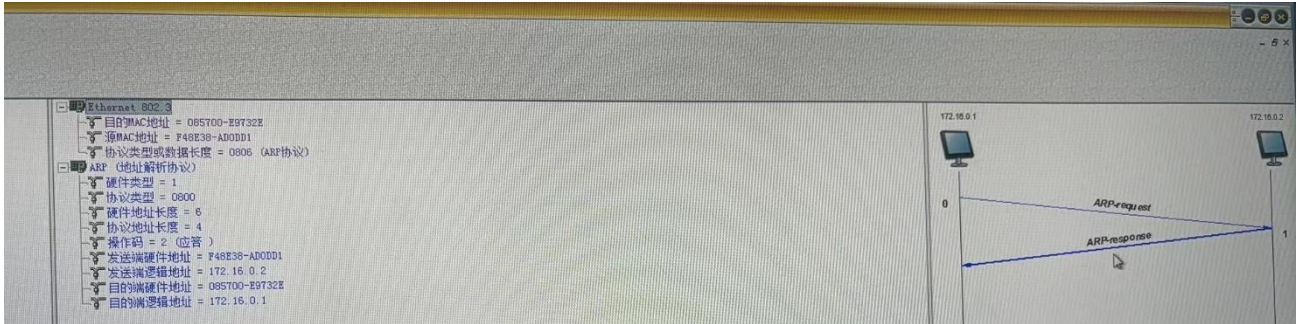 Ethernet 802.3
目的MAC地址 = 085700-E9732E
源MAC地址 = F48E38-AD0DD1
协议类型或数据长度 = 0806 (ARP协议)
ARP (地址解析协议)
硬件类型 = 1
协议类型 = 0800
硬件地址长度 = 6
协议地址长度 = 4
操作码 = 2 (应答 )
发送端硬件地址 = F48E38-AD0DD1
发送端逻辑地址 = 172.16.0.2
目的端硬件地址 = 085700-E9732E
目的端逻辑地址 = 172.16.0.1
172.16.0.1
172.16.0.2
0
ARP-request
ARP-response
1